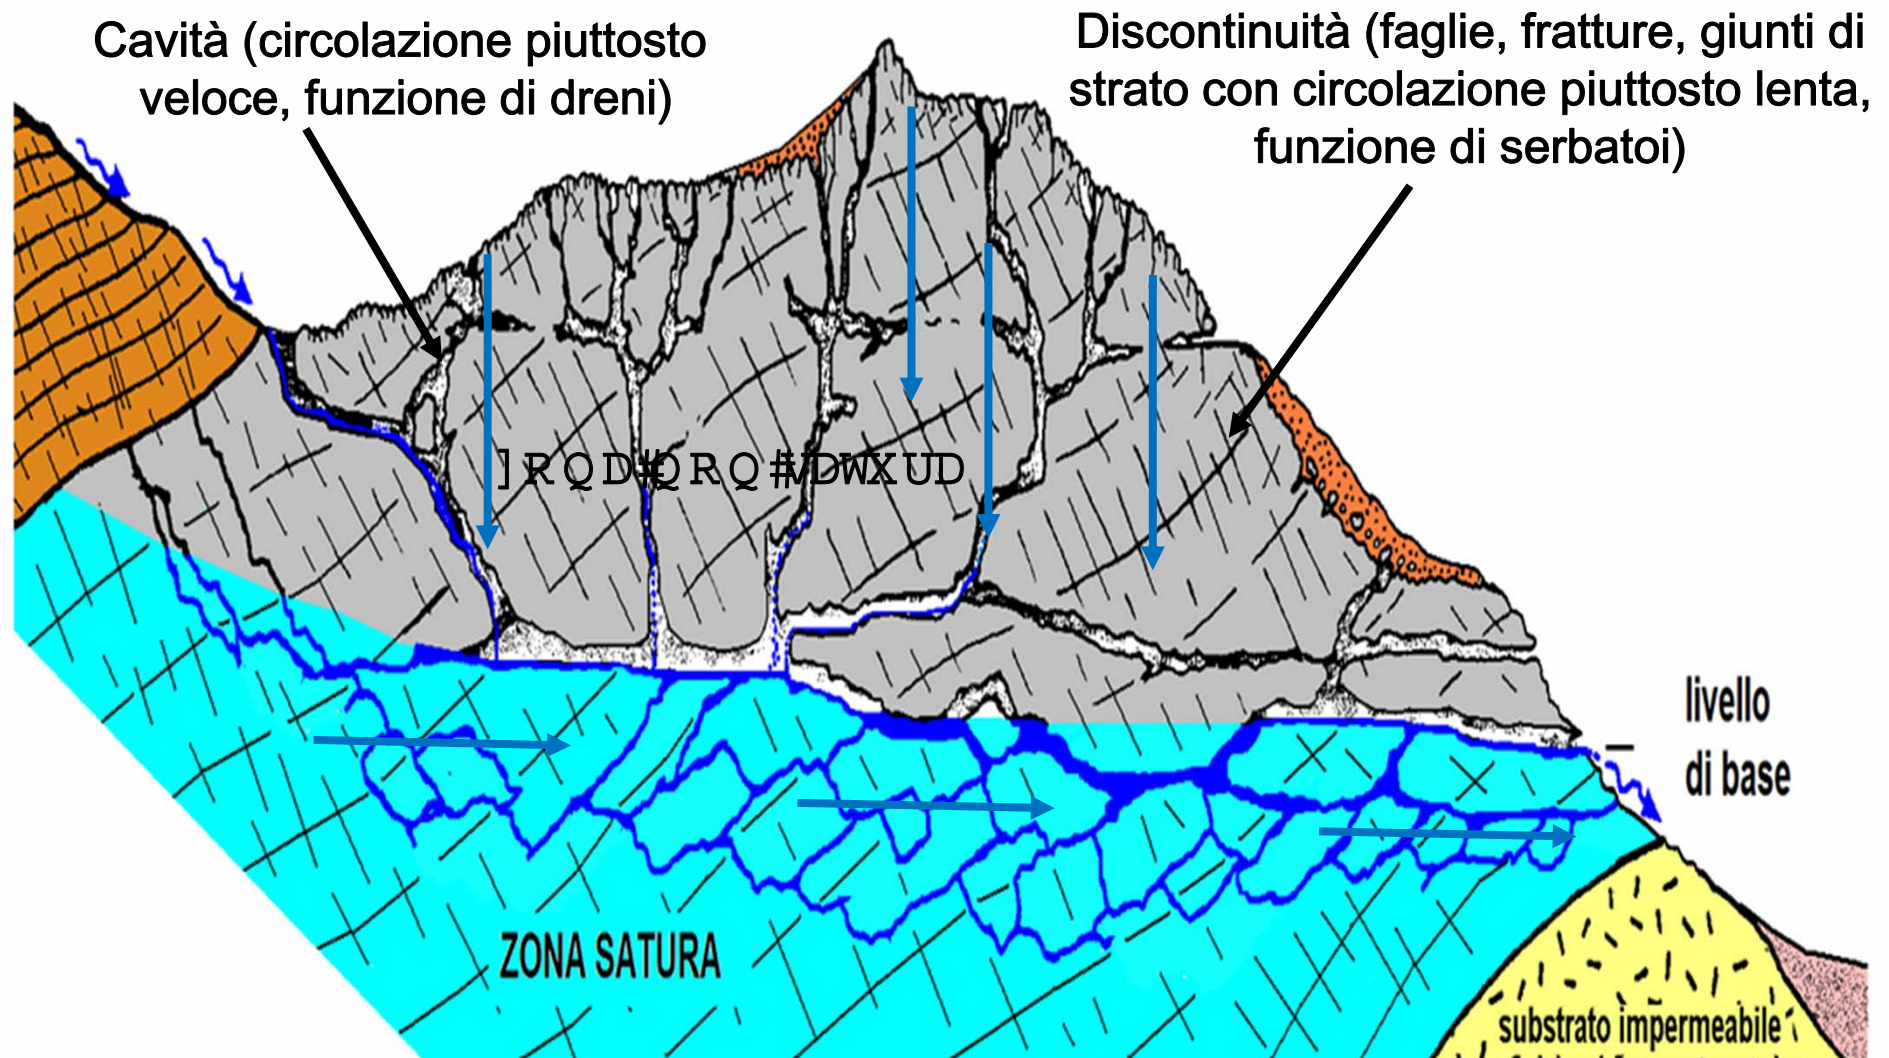 Cavità (circolazione piuttosto
veloce, funzione di dreni)
Discontinuità (faglie, fratture, giunti di
strato con circolazione piuttosto lenta,
funzione di serbatoi)
]RQD#QRQ#VDWXUD
livello
di base
ZONA SATURA
substrato impermeabile